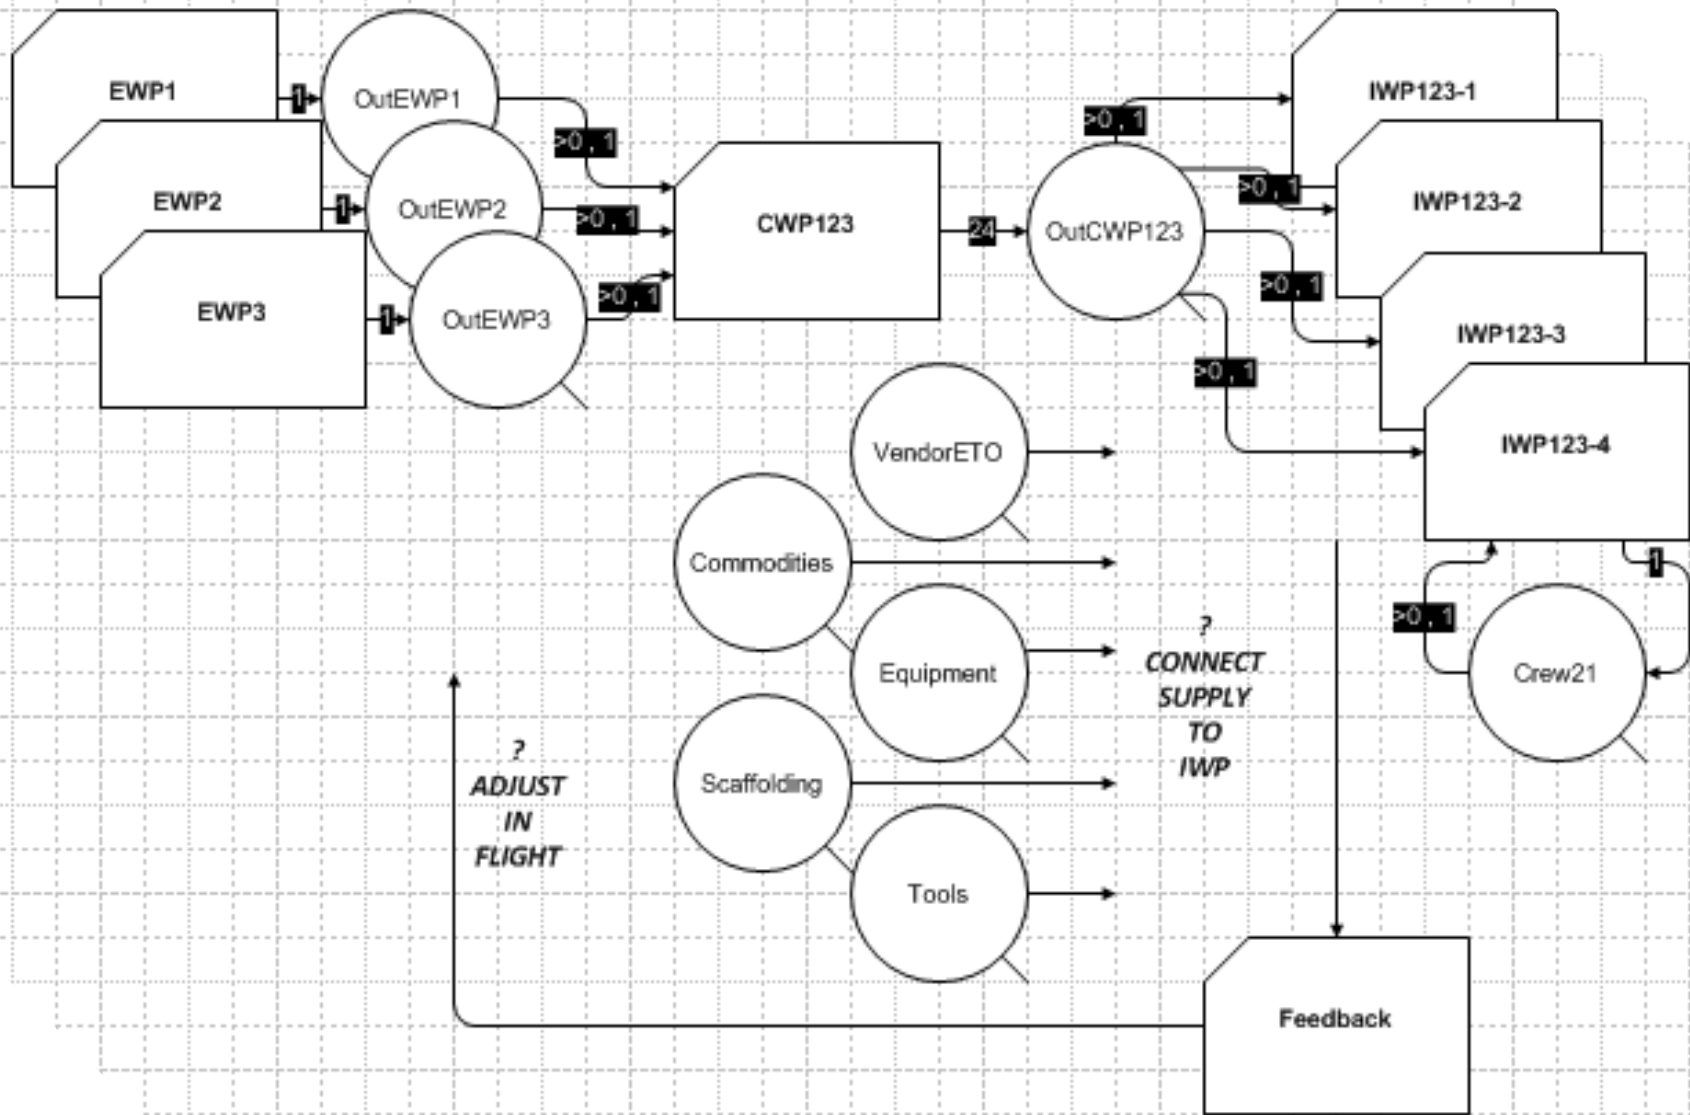 EWP1
1
OutEWP1
>0 , 1
EWP2
1
OutEWP2
>0 , 1
EWP3
1
OutEWP3
>0 , 1
CWP123
24
OutCWP123
>0 , 1
IWP123-1
>0 , 1
IWP123-2
>0 , 1
IWP123-3
>0 , 1
IWP123-4
VendorETO
Commodities
Equipment
Scaffolding
Tools
?
CONNECT
SUPPLY
TO
IWP
>0 , 1
1
Crew21
?
ADJUST
IN
FLIGHT
Feedback